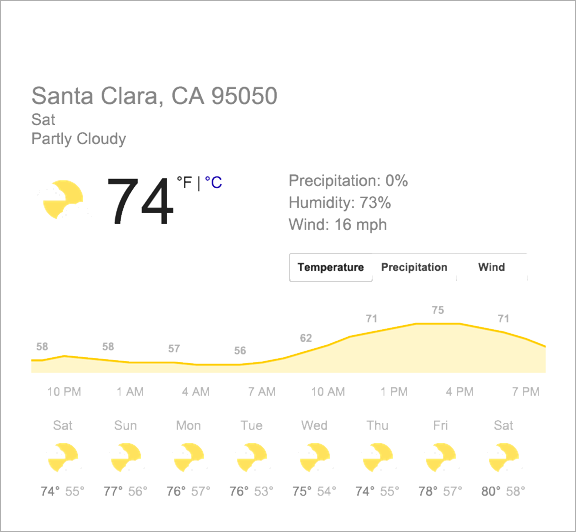 Santa Clara, CA 95050
Sat
Partly Cloudy
74 °F | °C
Precipitation: 0%
Humidity: 73%
Wind: 16 mph
Temperature Precipitation Wind
58 58 57 56 62 71 75 71
10 PM 1 AM 4 AM 7 AM 10 AM 1 PM 4 PM 7 PM
Sat Sun Mon Tue Wed Thu Fri Sat
74° 55° 77° 56° 76° 57° 76° 53° 75° 54° 74° 55° 78° 57° 80° 58°